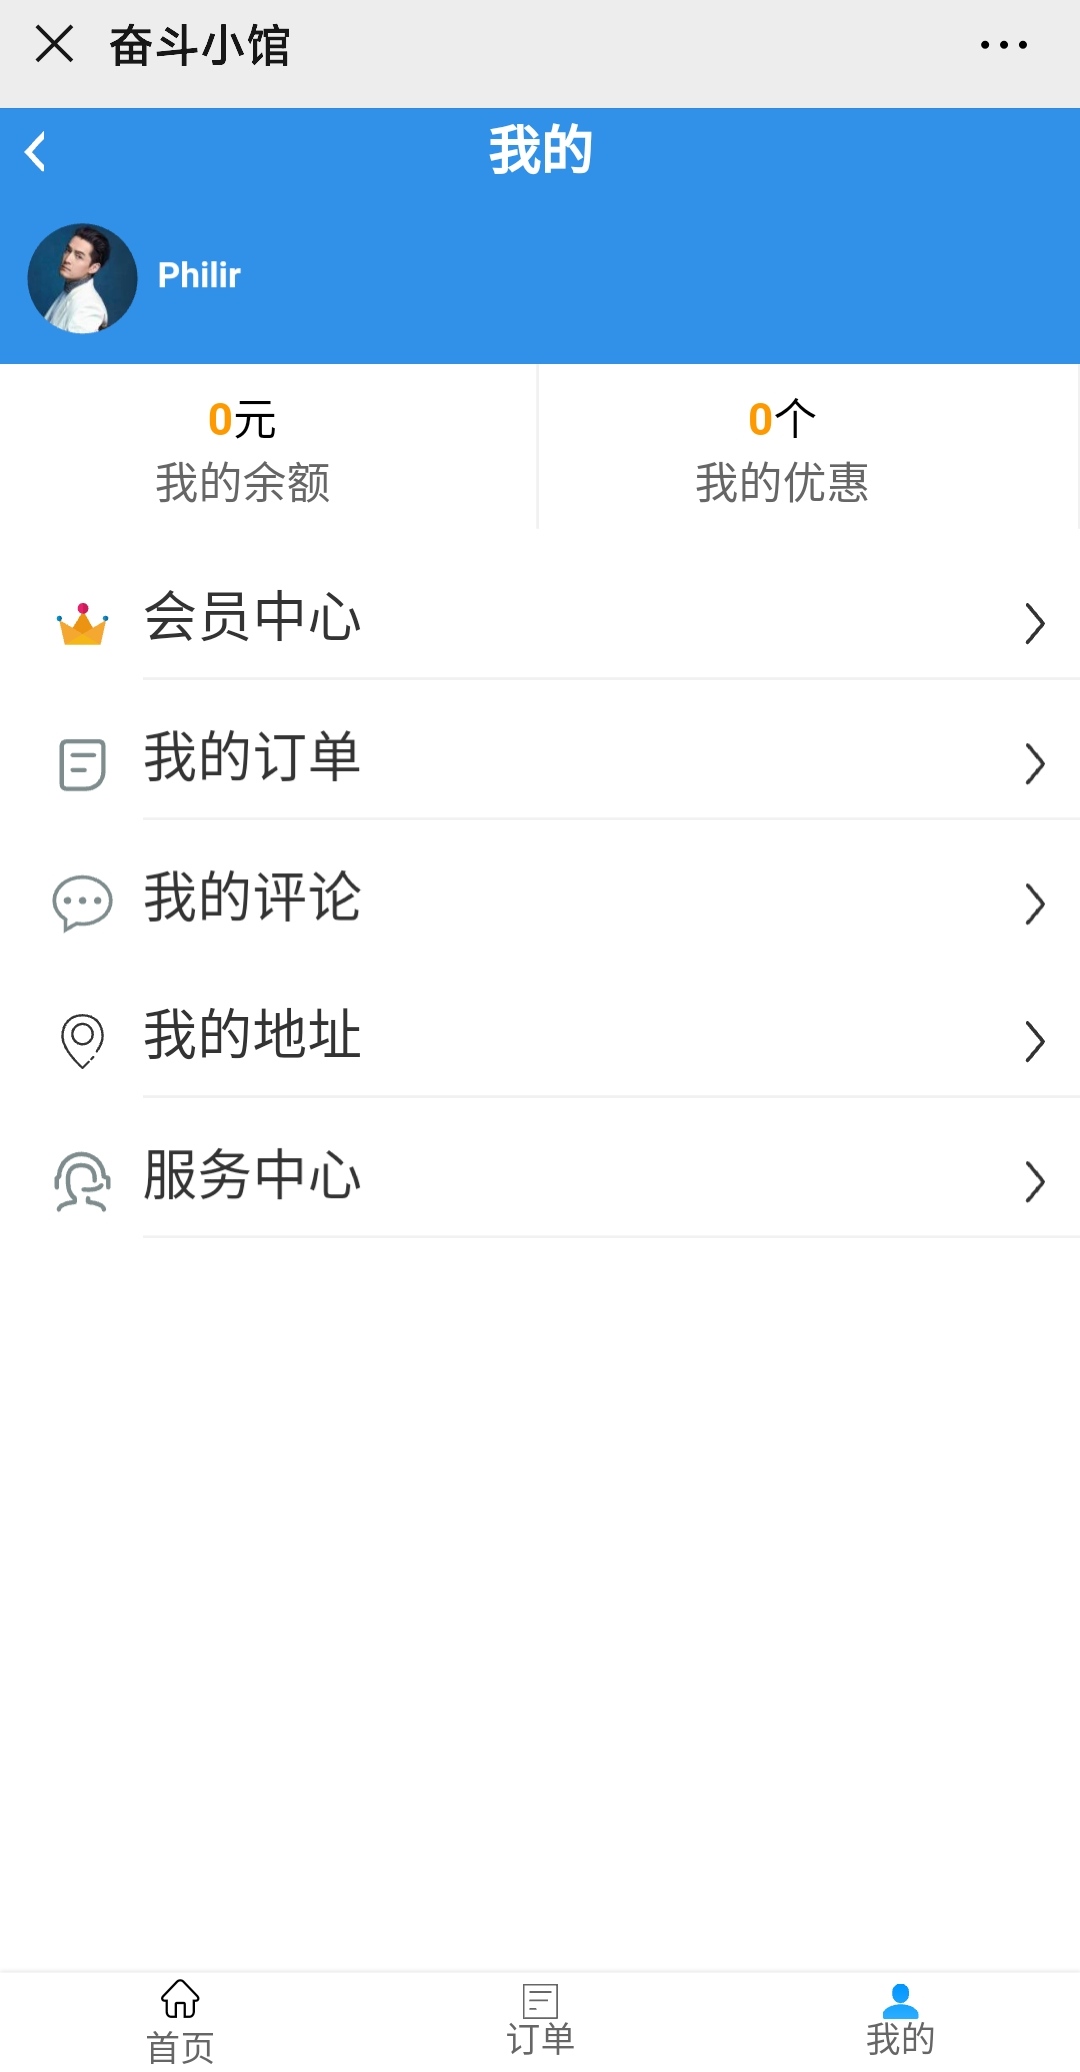 奋斗小馆
我的
Philir
0元
我的余额
0个
我的优惠
会员中心
我的订单
我的评论
我的地址
服务中心
首页
订单
我的